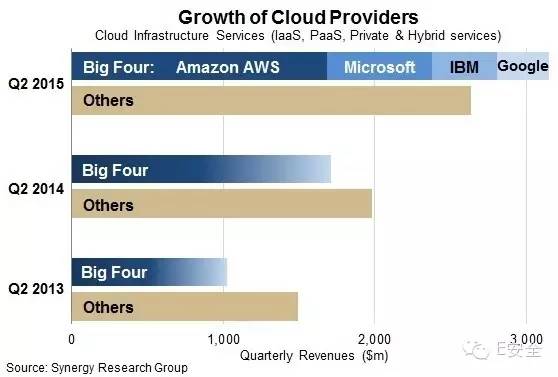 Growth of Cloud Providers
Cloud Infrastructure Services (IaaS, PaaS, Private & Hybrid services)
Q2 2015
Big Four: Amazon AWS Microsoft IBM Google
Others
Q2 2014
Big Four
Others
Q2 2013
Big Four
Others
0 1,000 2,000 3,000
Quarterly Revenues ($m)
Source: Synergy Research Group
E安全